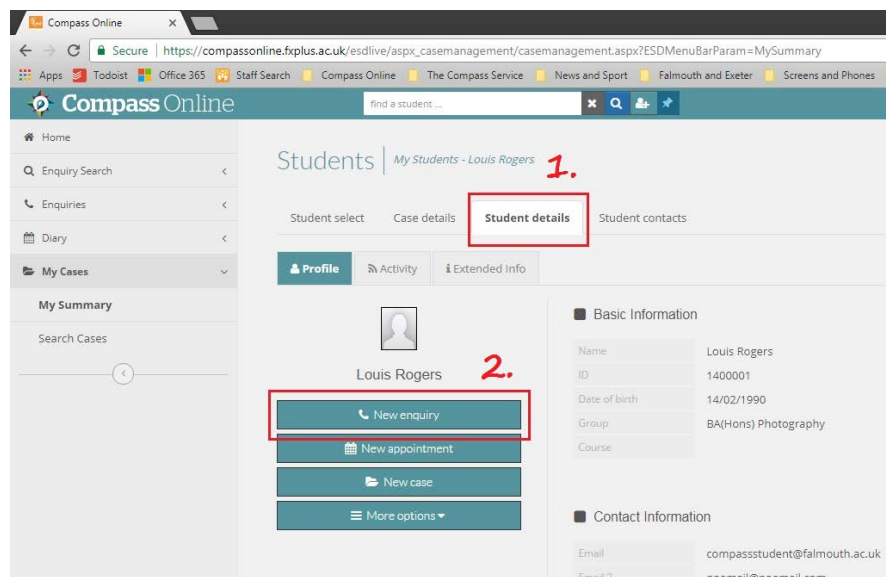 Compass Online
Secure https://compassonline.fxplus.ac.uk/esdlive/aspx_casemanagement/casemanagement.aspx?ESDMenuBarParam=MySummary
Apps Todoist Office 365 Staff Search Compass Online The Compass Service News and Sport Falmouth and Exeter Screens and Phones
Compass Online find a student ...
Home
Enquiry Search
Enquiries
Diary
My Cases
My Summary
Search Cases
Students My Students - Louis Rogers 1.
Student select Case details Student details Student contacts
Profile Activity Extended Info
Louis Rogers 2.
New enquiry
New appointment
New case
More options
Basic Information
Name Louis Rogers
ID 1400001
Date of birth 14/02/1990
Group BA(Hons) Photography
Course
Contact Information
Email compassstudent@falmouth.ac.uk